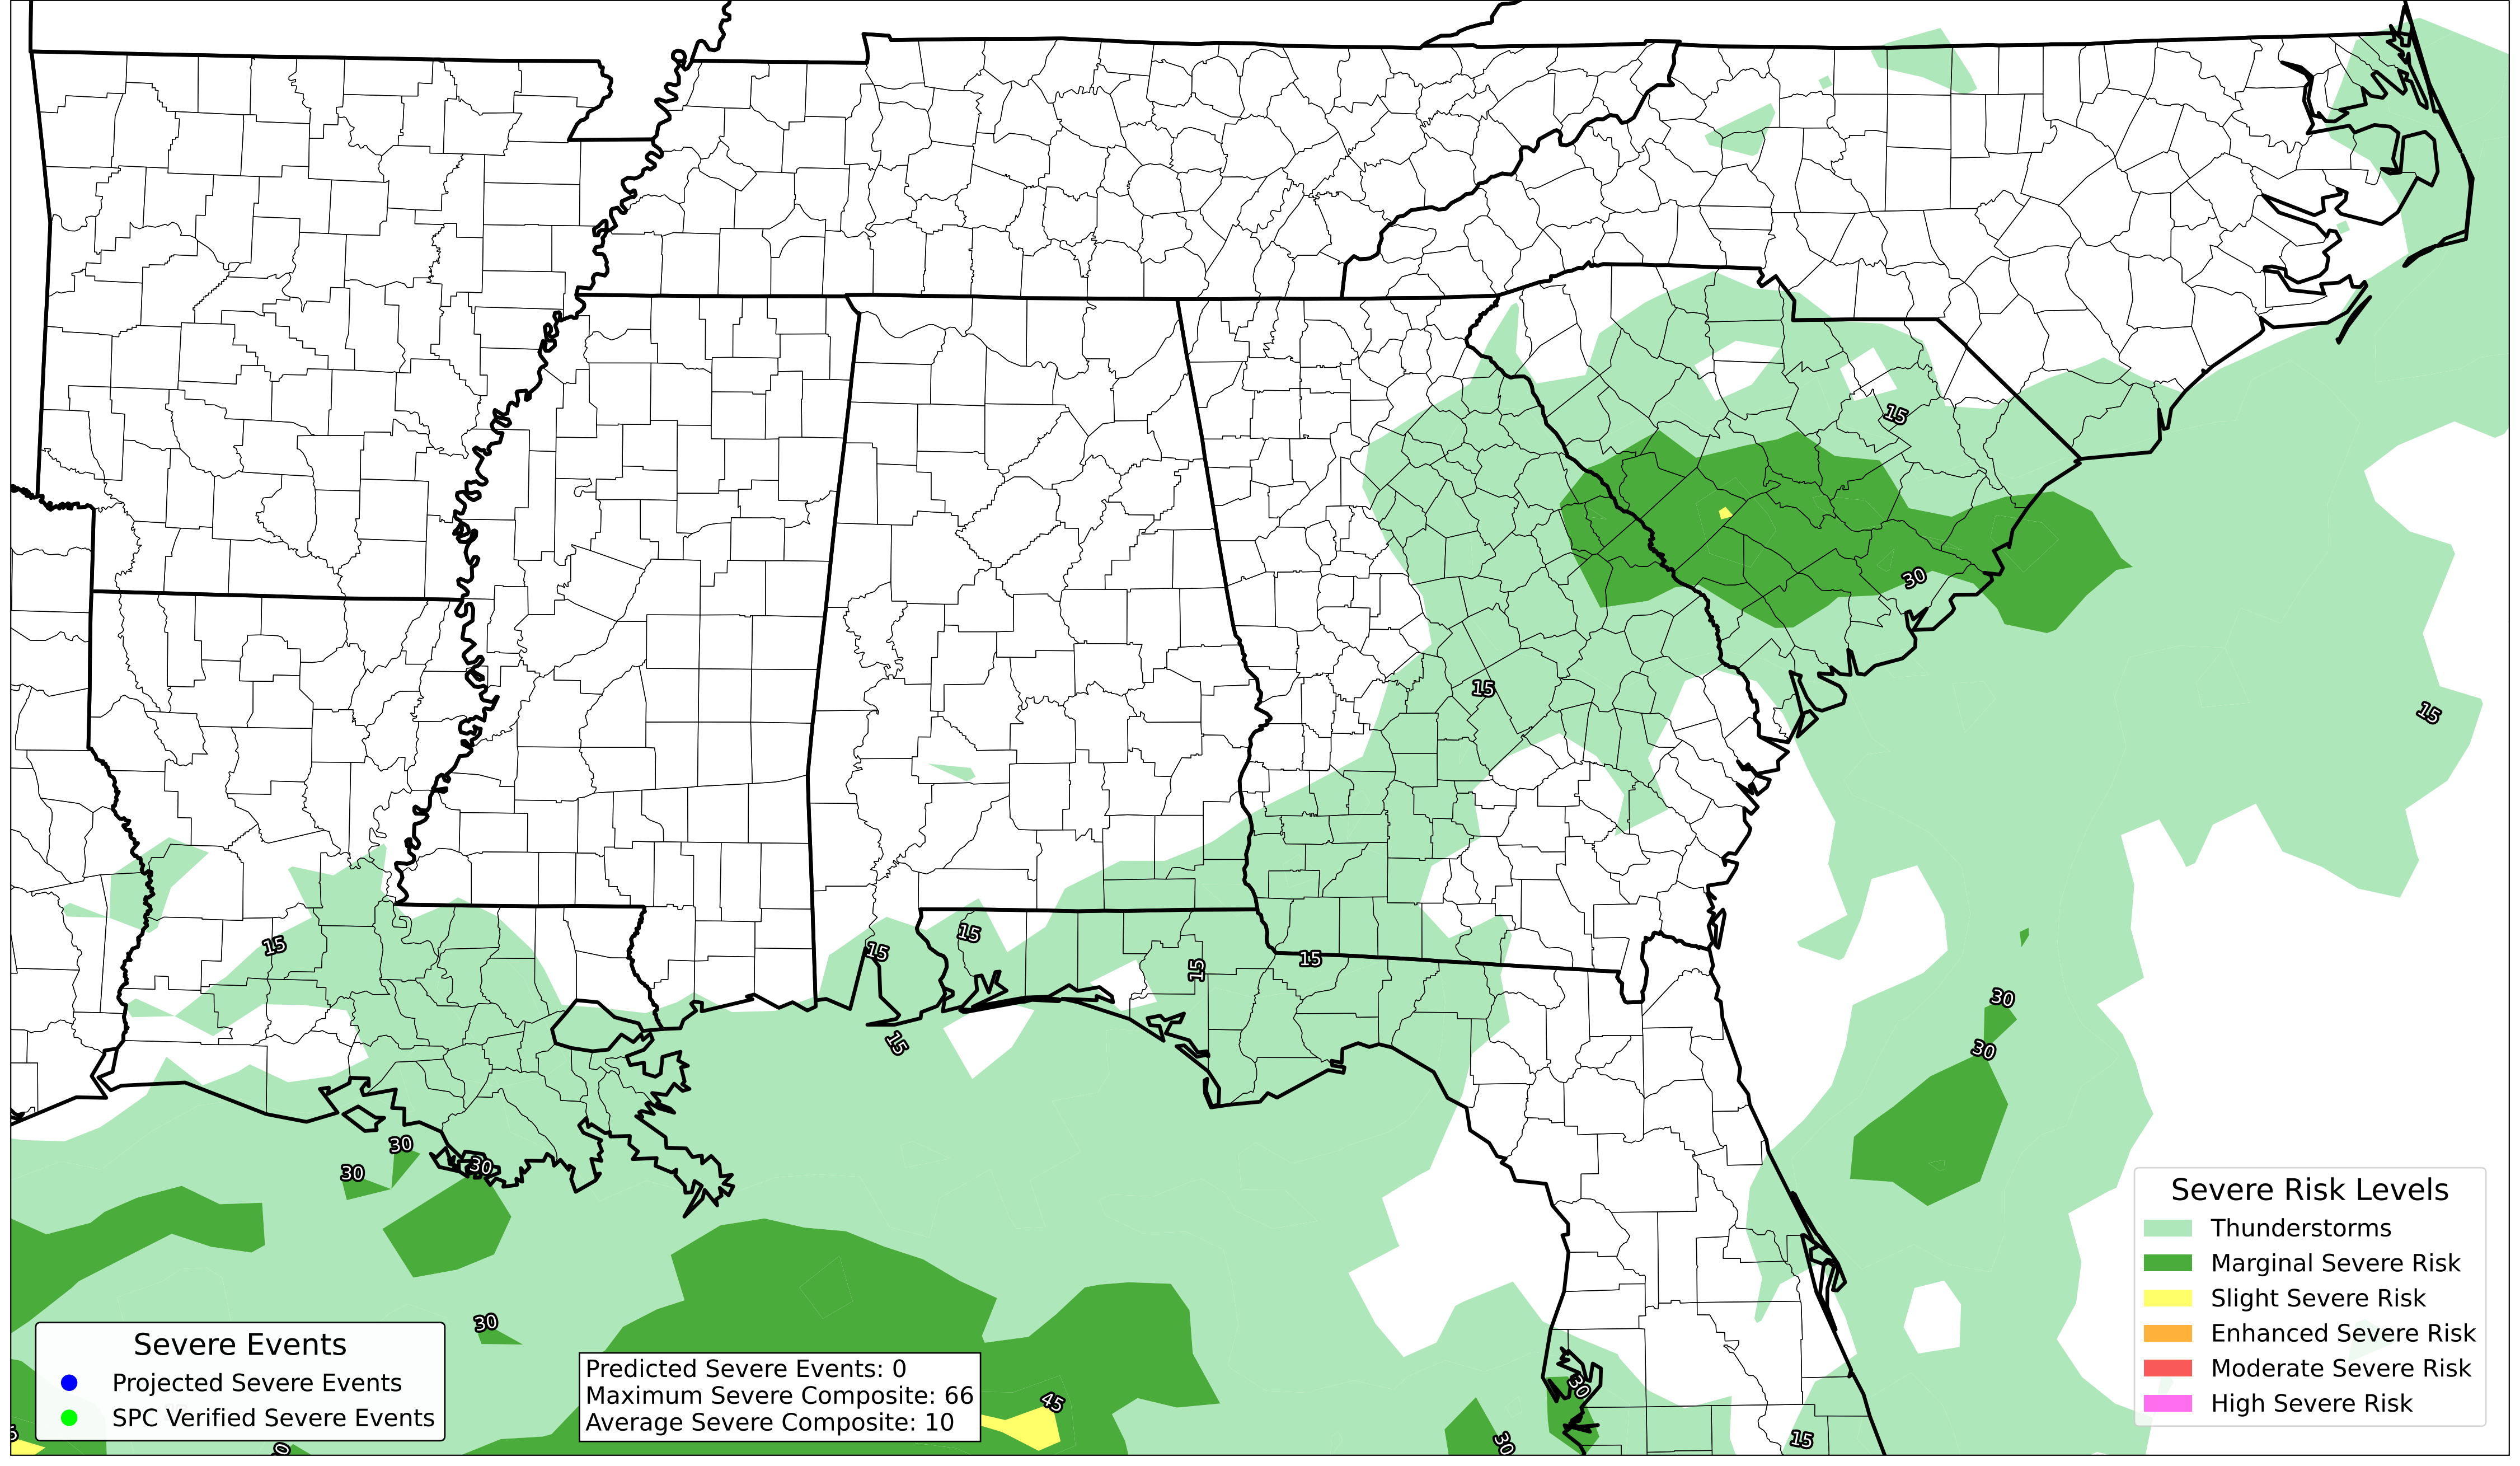 15
30
15
15
15
15
15
15
15
30
30
30
30
30
30
45
30
30
15
Severe Events
Projected Severe Events
SPC Verified Severe Events
Predicted Severe Events: 0
Maximum Severe Composite: 66
Average Severe Composite: 10
Severe Risk Levels
Thunderstorms
Marginal Severe Risk
Slight Severe Risk
Enhanced Severe Risk
Moderate Severe Risk
High Severe Risk